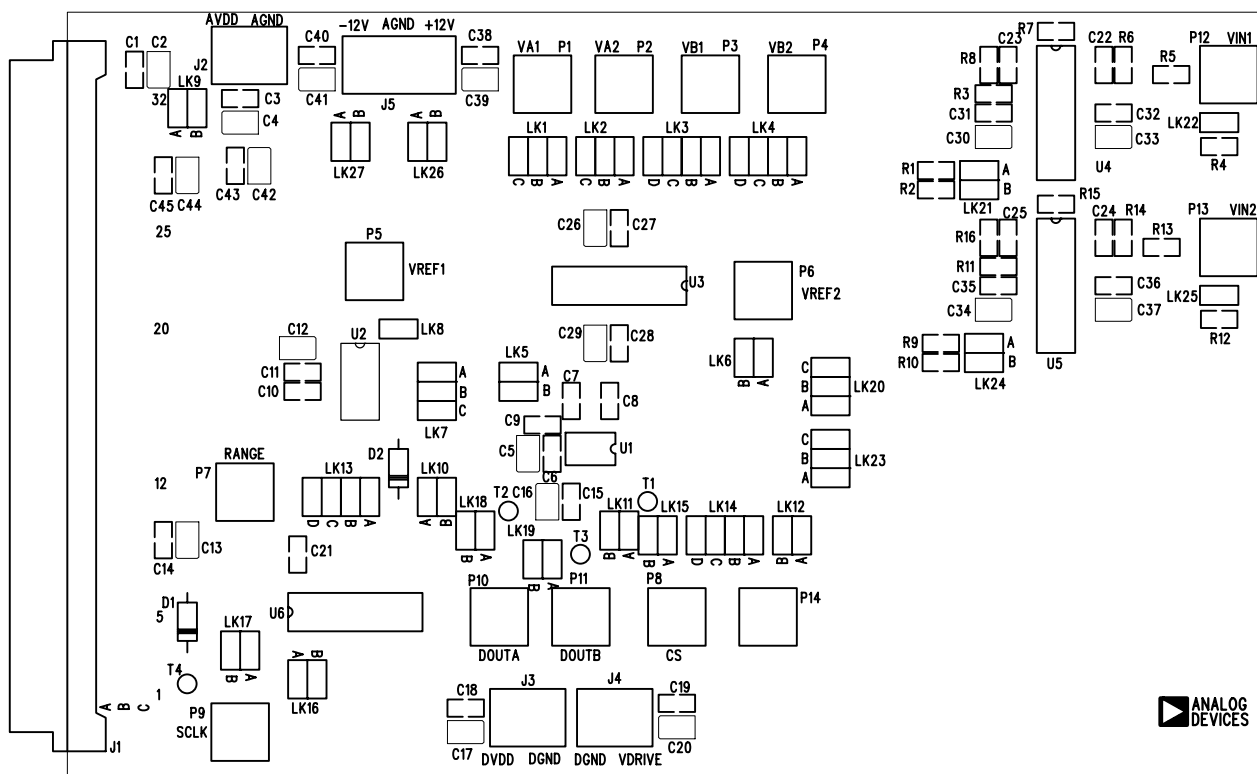 AVDD AGND
-12V AGND +12V
C1 C2
J2
C40
C38
VA1 P1
VA2 P2
VB1 P3
VB2 P4
R7
C23
R8
C22 R6
P12 VIN1
R5
LK9
32
C3
C4
C41
J5
C39
R3
C31
C30
C32
C33
LK22
R4
U4
A B
A B
LK27
A B
LK26
LK1
C B A
LK2
C B A
LK3
D C B A
LK4
D C B A
C45 C44
C43 C42
R1
R2
A
B
LK21
R15
25
C26
C27
C25
R16
C24 R14
P13 VIN2
R13
R11
C35
C34
C36
C37
LK25
R12
P5
VREF1
U3
P6
VREF2
20
C12
U2
LK8
C29
C28
R9
R10
A
B
LK24
U5
C11
C10
A
B
C
LK7
LK5
A
B
C7
C8
LK6
B A
C
B
A
LK20
C9
C5
C6
U1
C
B
A
LK23
RANGE
P7
12
LK13
D C B A
D2
LK10
A B
LK18
B A
T2
C16
C15
T1
LK11
B A
LK15
B A
LK14
D C B A
LK12
B A
LK19
B A
T3
C14 C13
C21
D1
5
U6
P10
DOUTA
P11
DOUTB
P8
CS
P14
LK17
B A
T4
A B
LK16
1
A B C
J1
P9
SCLK
C18
C17
J3
DVDD DGND
J4
DGND VDRIVE
C19
C20
ANALOG
DEVICES